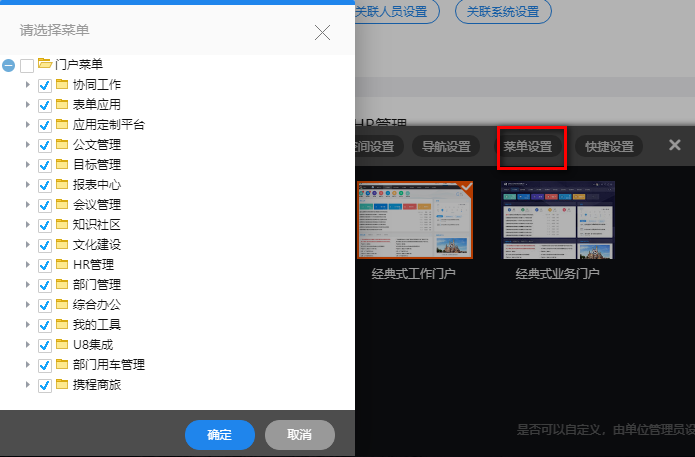 请选择菜单
门户菜单
协同工作
表单应用
应用定制平台
公文管理
目标管理
报表中心
会议管理
知识社区
文化建设
HR管理
部门管理
综合办公
我的工具
U8集成
部门用车管理
携程商旅
确定 取消
关联人员设置 关联系统设置
HR管理
空间设置 导航设置 菜单设置 快捷设置
经典式工作门户 经典式业务门户
是否可以自定义，由单位管理员设